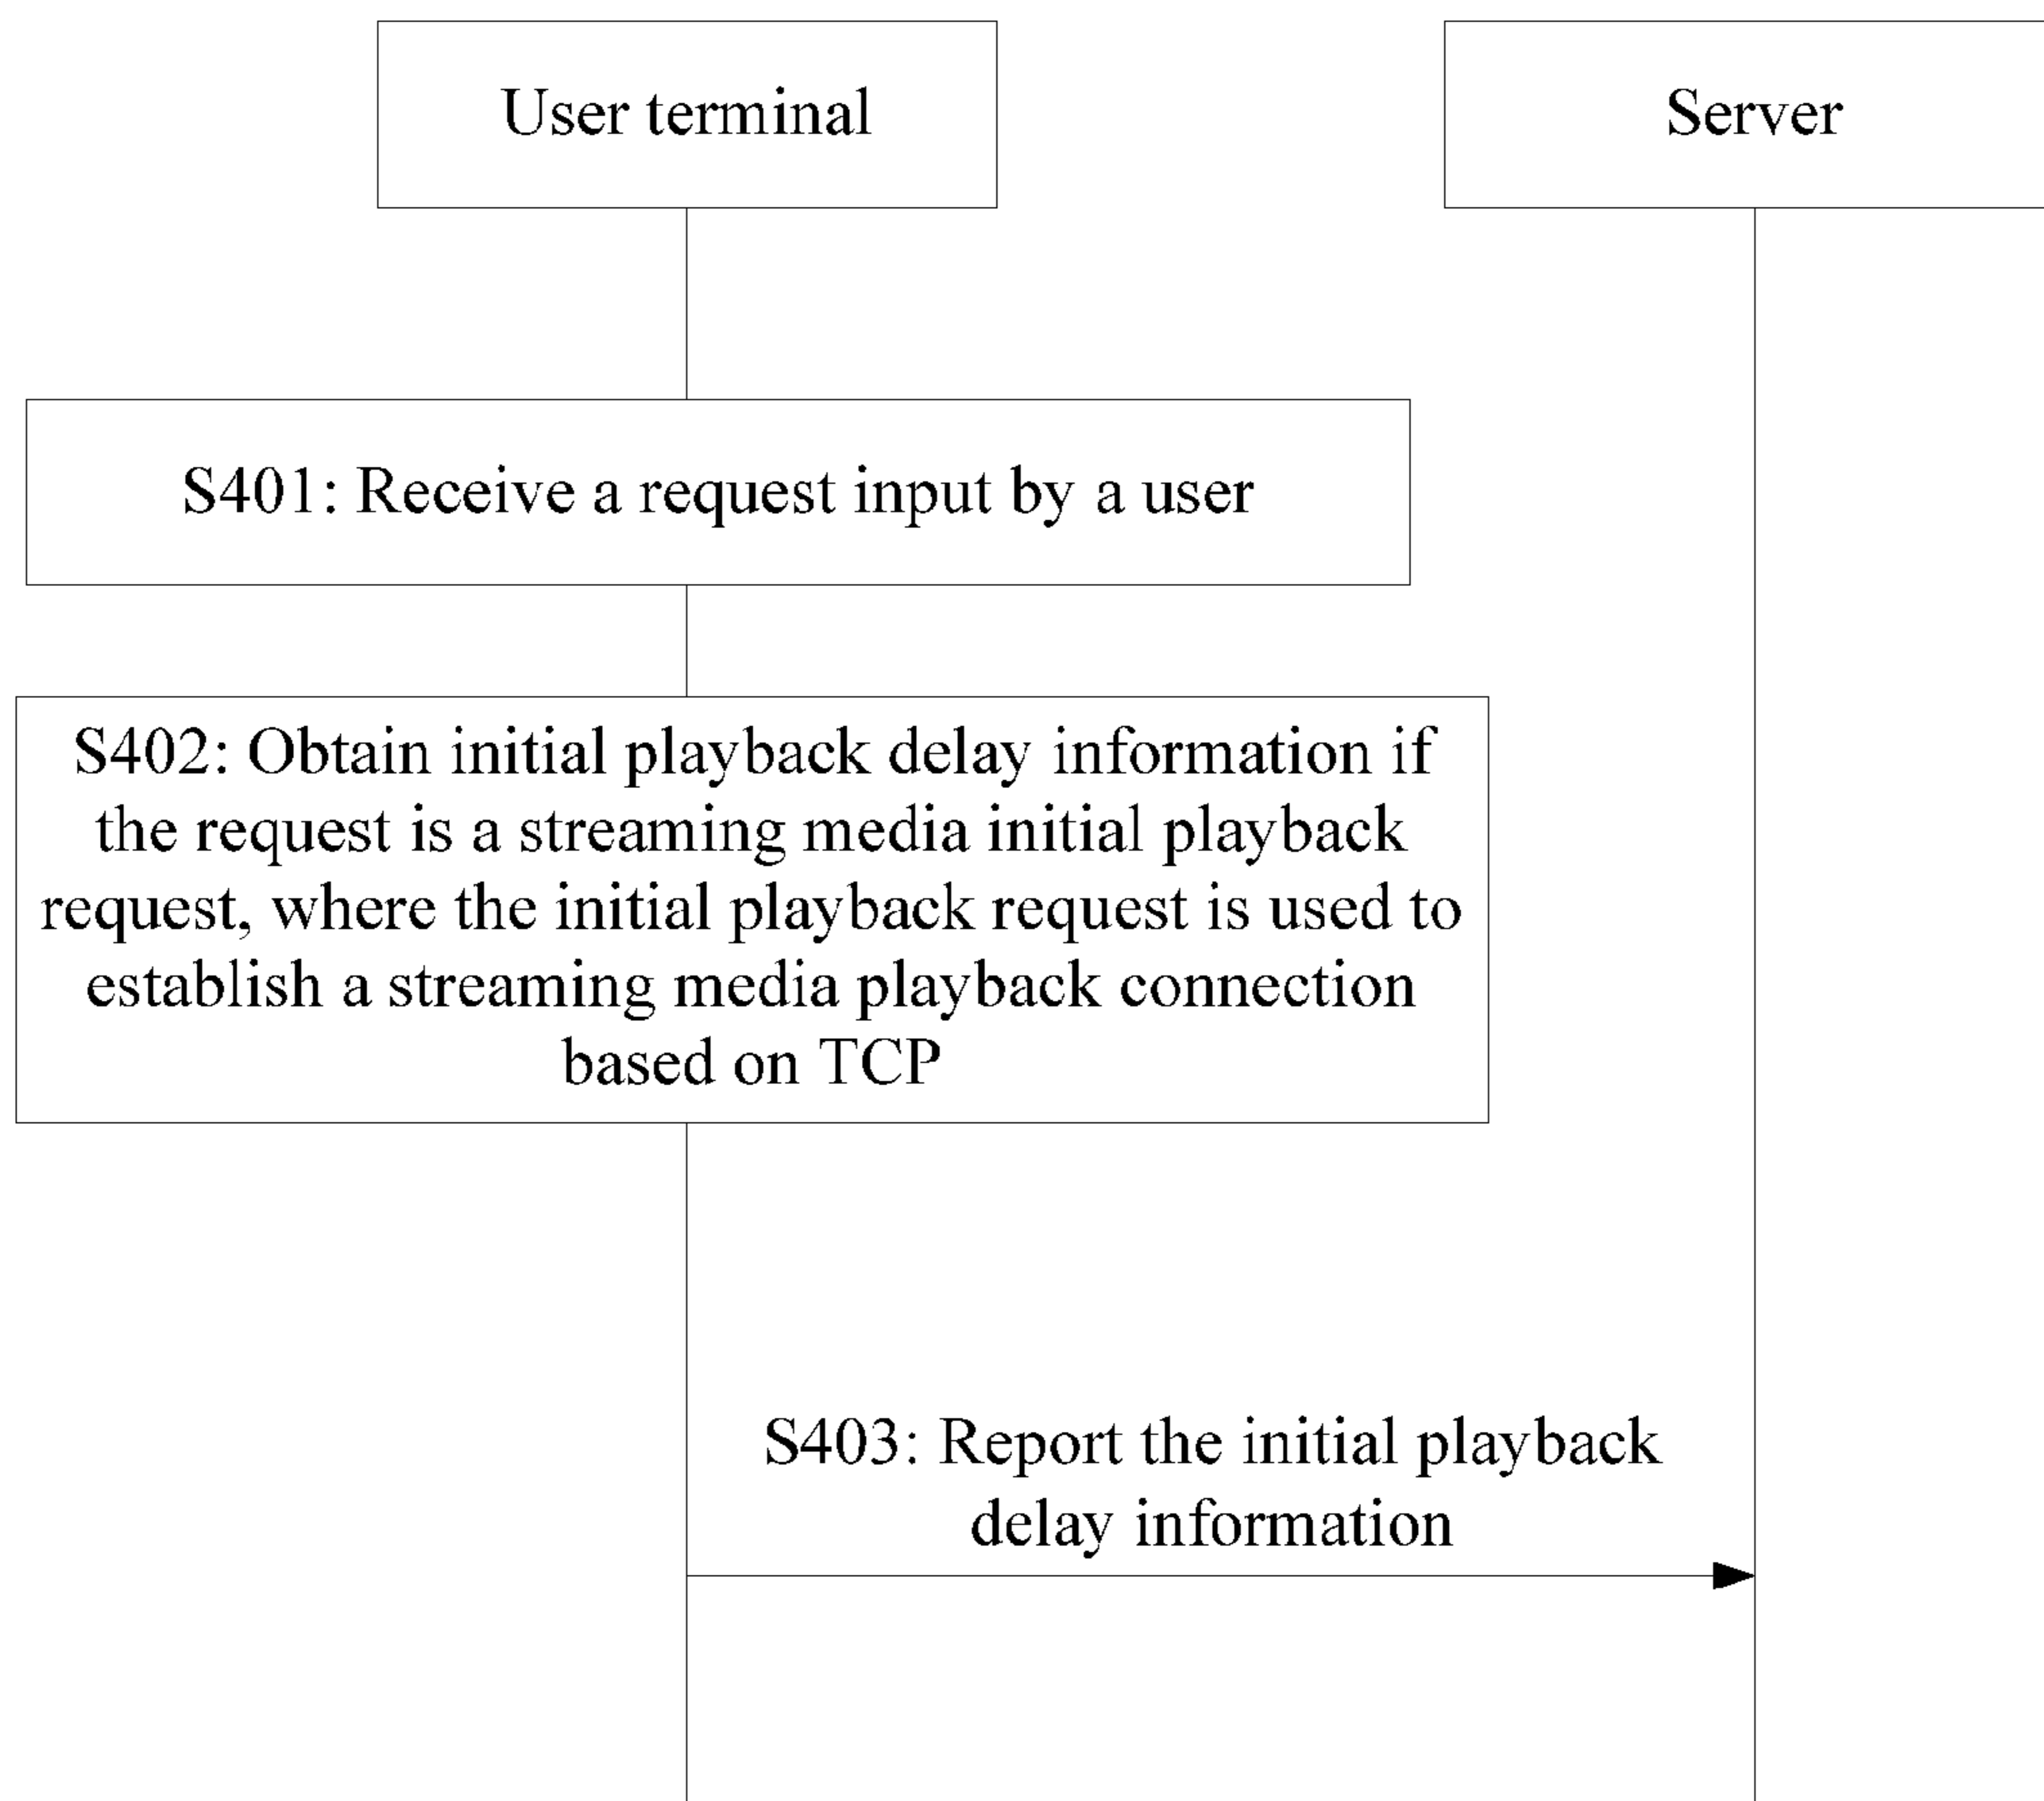 User terminal
Server
S401: Receive a request input by a user
S402: Obtain initial playback delay information if
the request is a streaming media initial playback
request, where the initial playback request is used to
establish a streaming media playback connection
based on TCP
S403: Report the initial playback
delay information